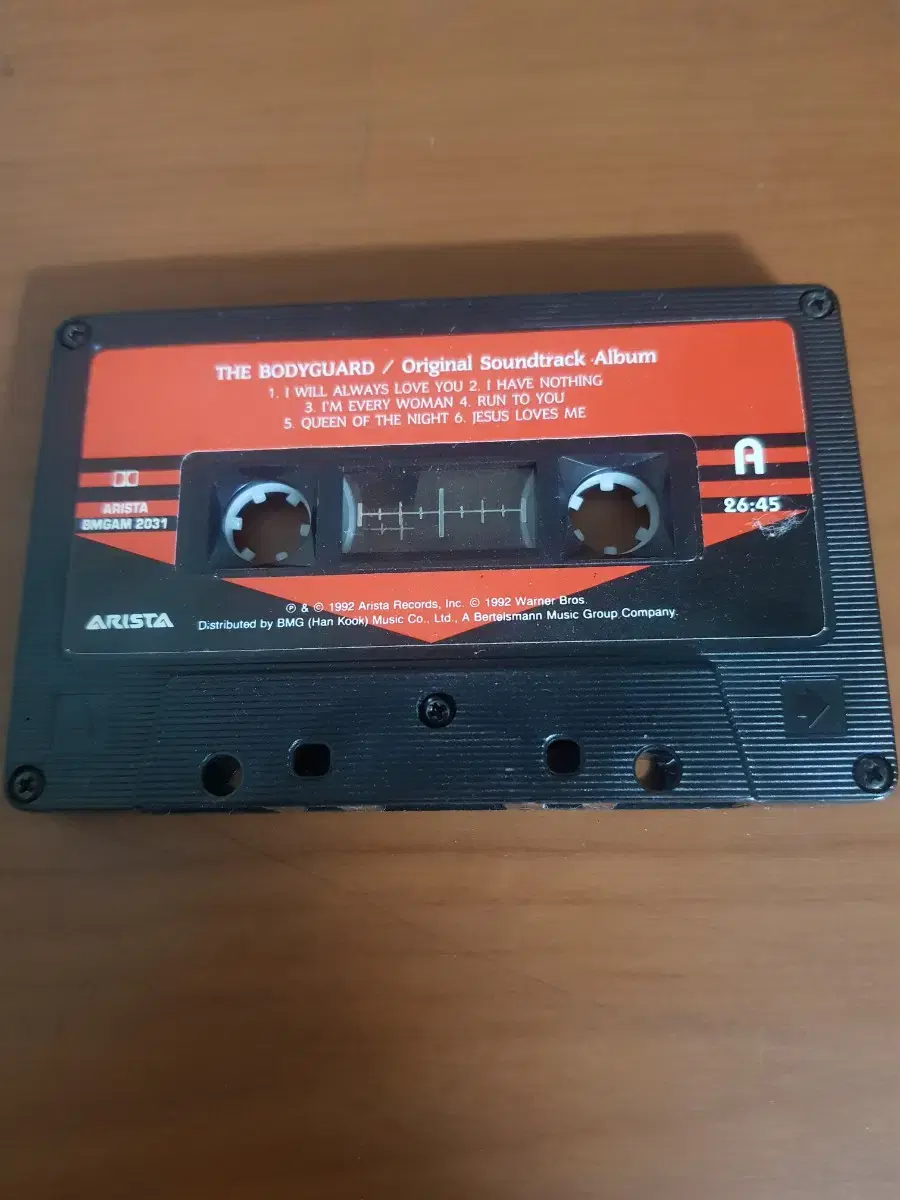 THE BODYGUARD / Original Soundtrack Album
1. I WILL ALWAYS LOVE YOU 2. I HAVE NOTHING
3. I'M EVERY WOMAN 4. RUN TO YOU
5. QUEEN OF THE NIGHT 6. JESUS LOVES ME
A
ARISTA
BMGAM 2031
26:45
ARISTA
℗ & © 1992 Arista Records, Inc. © 1992 Warner Bros.
Distributed by BMG (Han Kook) Music Co., Ltd., A Bertelsmann Music Group Company.